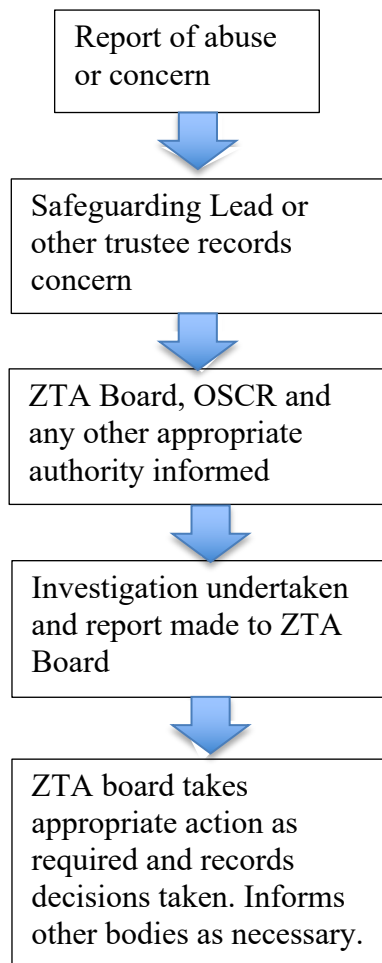 Report of abuse
or concern
Safeguarding Lead or
other trustee records
concern
ZTA Board, OSCR and
any other appropriate
authority informed
Investigation undertaken
and report made to ZTA
Board
ZTA board takes
appropriate action as
required and records
decisions taken. Informs
other bodies as necessary.